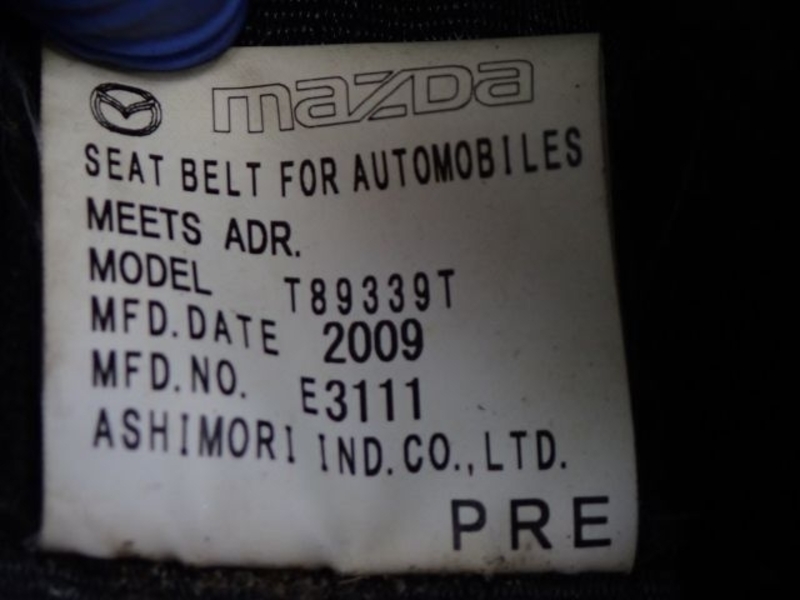 mazda
SEAT BELT FOR AUTOMOBILES
MEETS ADR.
MODEL T89339T
MFD.DATE 2009
MFD.NO. E3111
ASHIMORI IND.CO.,LTD.
PRE